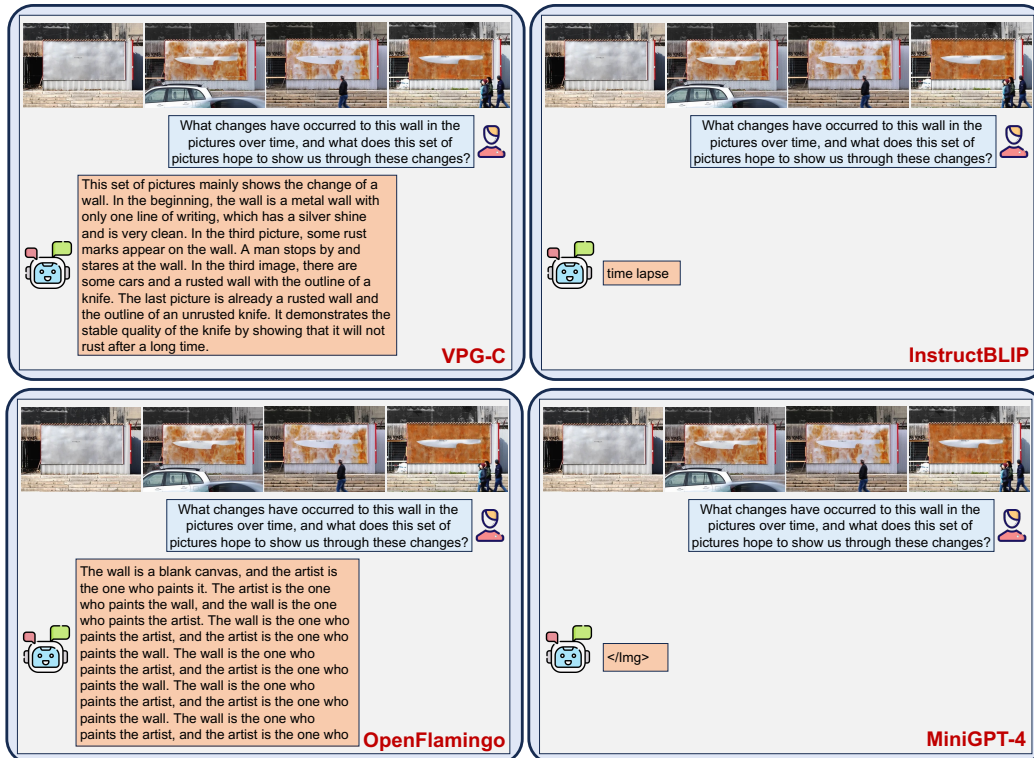 What changes have occurred to this wall in the
pictures over time, and what does this set of
pictures hope to show us through these changes?
This set of pictures mainly shows the change of a
wall. In the beginning, the wall is a metal wall with
only one line of writing, which has a silver shine
and is very clean. In the third picture, some rust
marks appear on the wall. A man stops by and
stares at the wall. In the third image, there are
some cars and a rusted wall with the outline of a
knife. The last picture is already a rusted wall and
the outline of an unrusted knife. It demonstrates the
stable quality of the knife by showing that it will not
rust after a long time.
VPG-C
What changes have occurred to this wall in the
pictures over time, and what does this set of
pictures hope to show us through these changes?
time lapse
InstructBLIP
What changes have occurred to this wall in the
pictures over time, and what does this set of
pictures hope to show us through these changes?
The wall is a blank canvas, and the artist is
the one who paints it. The artist is the one
who paints the wall, and the wall is the one
who paints the artist. The wall is the one who
paints the artist, and the artist is the one who
paints the wall. The wall is the one who
paints the artist, and the artist is the one who
paints the wall. The wall is the one who
paints the artist, and the artist is the one who
paints the wall. The wall is the one who
paints the artist, and the artist is the one who
OpenFlamingo
What changes have occurred to this wall in the
pictures over time, and what does this set of
pictures hope to show us through these changes?
</Img>
MiniGPT-4